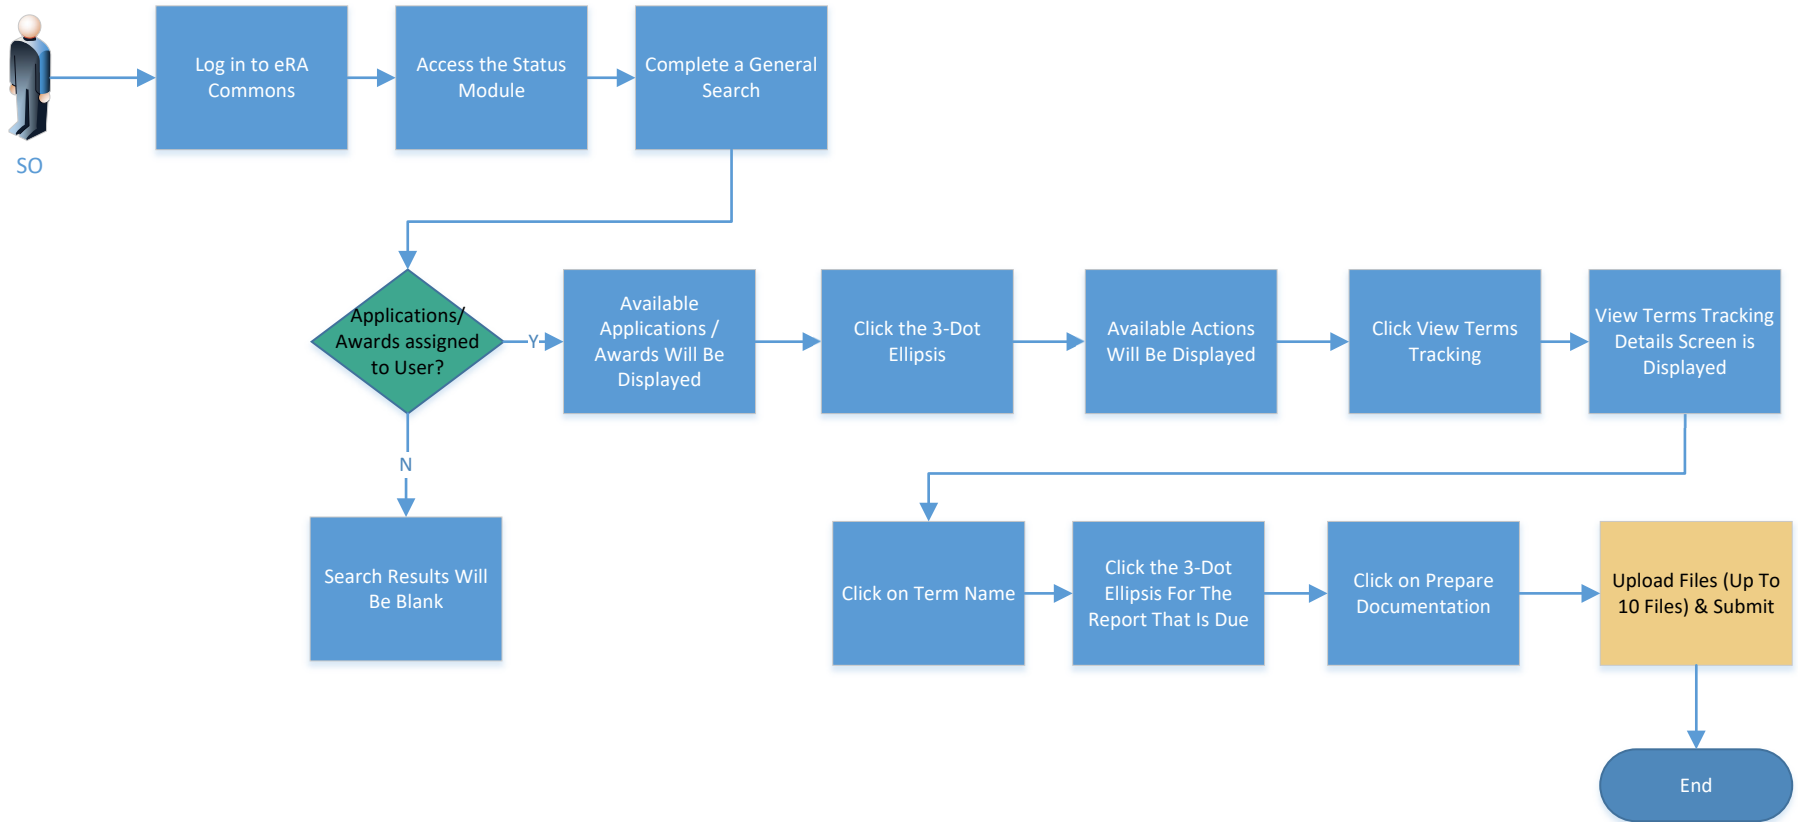 SO
Log in to eRA
Commons
Access the Status
Module
Complete a General
Search
Applications/
Awards assigned
to User?
Y
N
Search Results Will
Be Blank
Available
Applications /
Awards Will Be
Displayed
Click the 3-Dot
Ellipsis
Available Actions
Will Be Displayed
Click View Terms
Tracking
View Terms Tracking
Details Screen is
Displayed
Click on Term Name
Click the 3-Dot
Ellipsis For The
Report That Is Due
Click on Prepare
Documentation
Upload Files (Up To
10 Files) & Submit
End